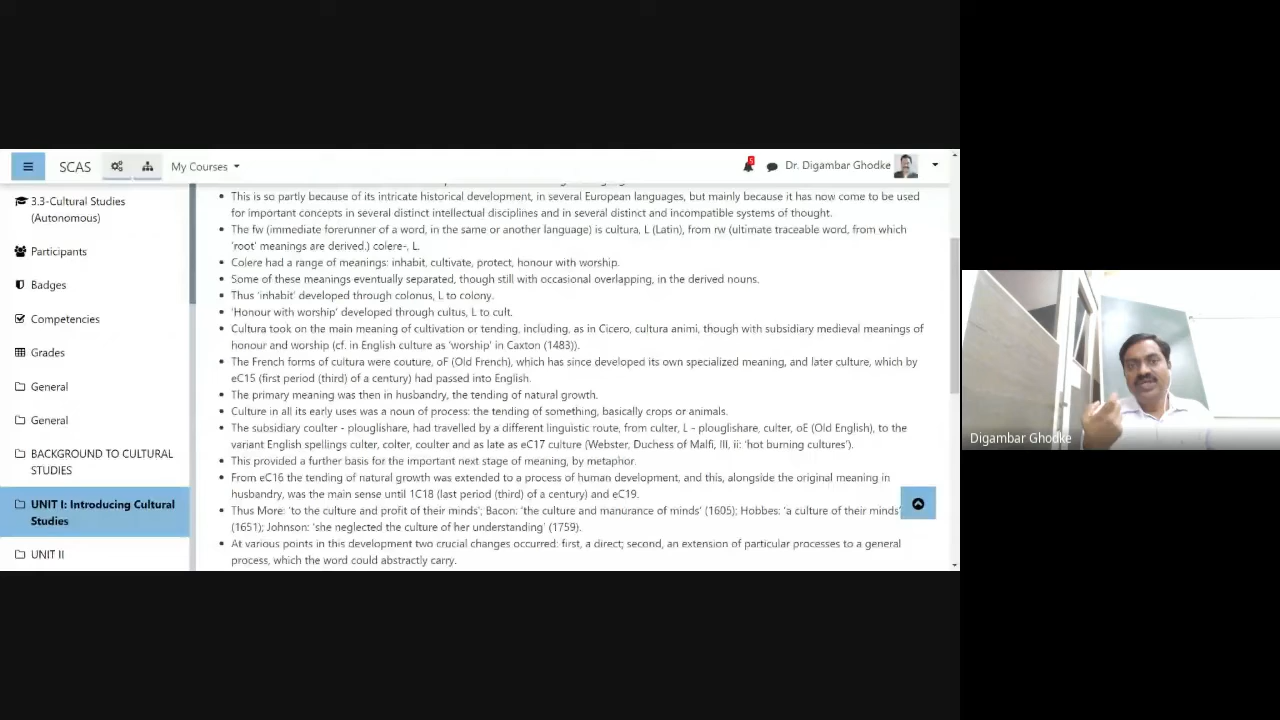 SCAS
My Courses
5
Dr. Digambar Ghodke
3.3-Cultural Studies
(Autonomous)
Participants
Badges
Competencies
Grades
General
General
BACKGROUND TO CULTURAL
STUDIES
UNIT I: Introducing Cultural
Studies
UNIT II
This is so partly because of its intricate historical development, in several European languages, but mainly because it has now come to be used
for important concepts in several distinct intellectual disciplines and in several distinct and incompatible systems of thought.
The fw (immediate forerunner of a word, in the same or another language) is cultura, L (Latin), from rw (ultimate traceable word, from which
'root' meanings are derived.) colere-, L.
Colere had a range of meanings: inhabit, cultivate, protect, honour with worship.
Some of these meanings eventually separated, though still with occasional overlapping, in the derived nouns.
Thus 'inhabit' developed through colonus, L to colony.
'Honour with worship' developed through cultus, L to cult.
Cultura took on the main meaning of cultivation or tending, including, as in Cicero, cultura animi, though with subsidiary medieval meanings of
honour and worship (cf. in English culture as 'worship' in Caxton (1483)).
The French forms of cultura were couture, oF (Old French), which has since developed its own specialized meaning, and later culture, which by
eC15 (first period (third) of a century) had passed into English.
The primary meaning was then in husbandry, the tending of natural growth.
Culture in all its early uses was a noun of process: the tending of something, basically crops or animals.
The subsidiary coulter - plouglishare, had travelled by a different linguistic route, from culter, L - plouglishare, culter, oE (Old English), to the
variant English spellings culter, colter, coulter and as late as eC17 culture (Webster, Duchess of Malfi, III, ii: 'hot burning cultures').
This provided a further basis for the important next stage of meaning, by metaphor.
From eC16 the tending of natural growth was extended to a process of human development, and this, alongside the original meaning in
husbandry, was the main sense until 1C18 (last period (third) of a century) and eC19.
Thus More: 'to the culture and profit of their minds'; Bacon: 'the culture and manurance of minds' (1605); Hobbes: 'a culture of their minds'
(1651); Johnson: 'she neglected the culture of her understanding' (1759).
At various points in this development two crucial changes occurred: first, a direct; second, an extension of particular processes to a general
process, which the word could abstractly carry.
Digambar Ghodke